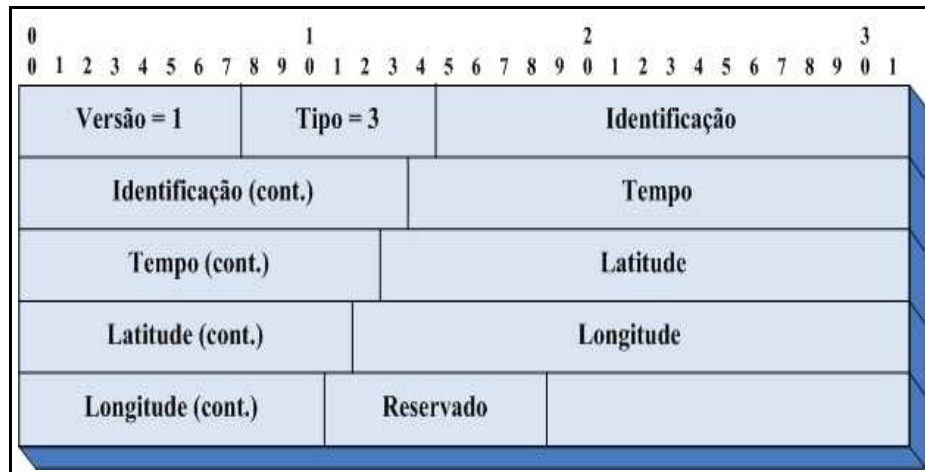 0 1 2 3
0 1 2 3 4 5 6 7 8 9 0 1 2 3 4 5 6 7 8 9 0 1 2 3 4 5 6 7 8 9 0 1
Versão = 1 Tipo = 3 Identificação
Identificação (cont.) Tempo
Tempo (cont.) Latitude
Latitude (cont.) Longitude
Longitude (cont.) Reservado